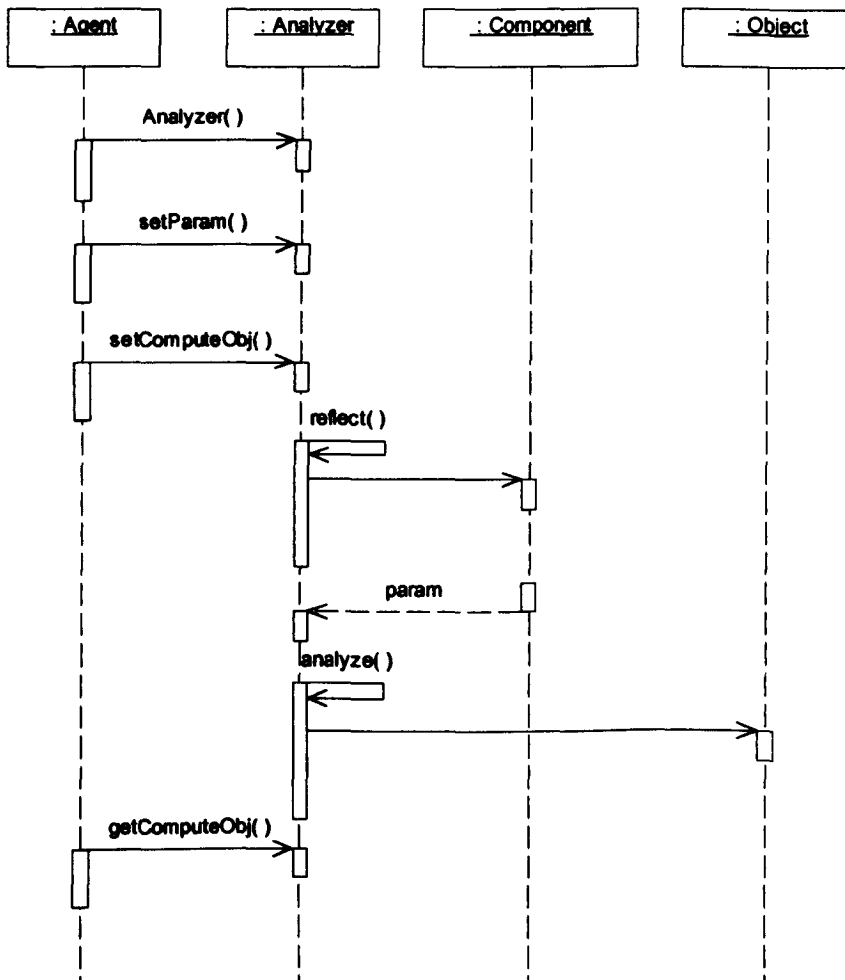 : Agent
: Analyzer
: Component
: Object
Analyzer( )
setParam( )
setComputeObj( )
reflect( )
param
analyze( )
getComputeObj( )